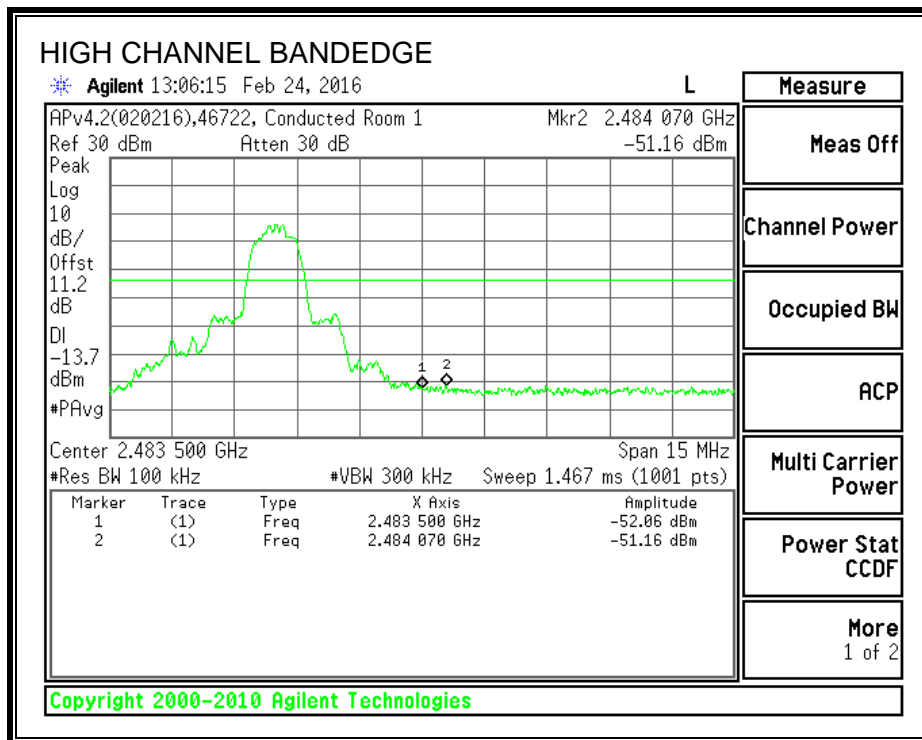 HIGH CHANNEL BANDEDGE
Agilent 13:06:15 Feb 24, 2016 L
APv4.2(020216),46722, Conducted Room 1 Mkr2 2.484 070 GHz
Ref 30 dBm Atten 30 dB -51.16 dBm
Peak
Log
10
dB/
Offst
11.2
dB
DI
-13.7
dBm
#PAvg
1 2
Center 2.483 500 GHz Span 15 MHz
#Res BW 100 kHz #VBW 300 kHz Sweep 1.467 ms (1001 pts)
Marker Trace Type X Axis Amplitude
1 (1) Freq 2.483 500 GHz -52.06 dBm
2 (1) Freq 2.484 070 GHz -51.16 dBm
Measure
Meas Off
Channel Power
Occupied BW
ACP
Multi Carrier
Power
Power Stat
CCDF
More
1 of 2
Copyright 2000-2010 Agilent Technologies